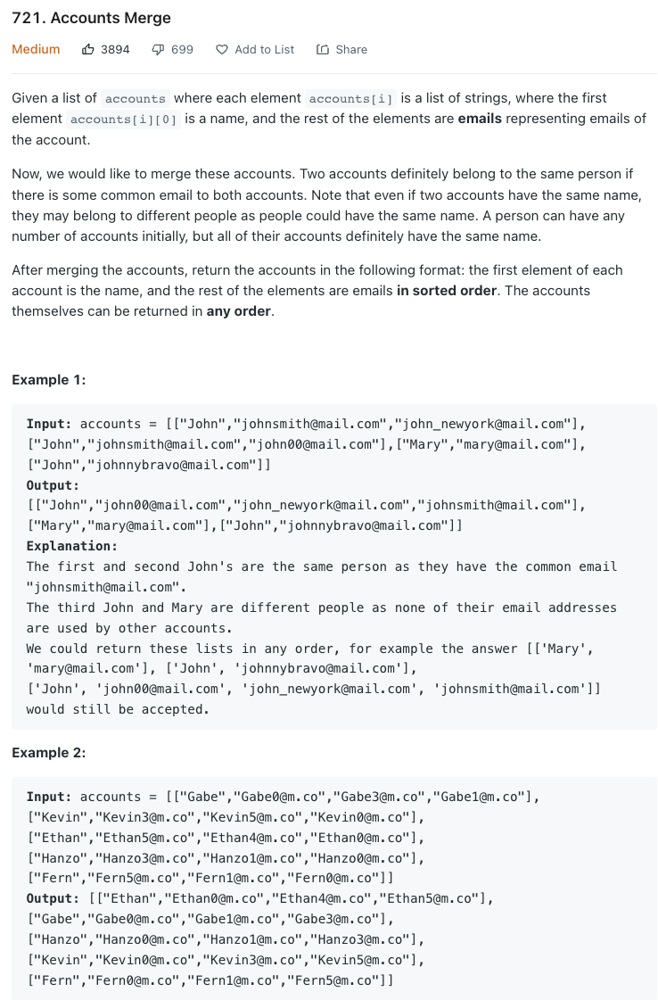 721. Accounts Merge
Medium 3894 699 Add to List Share
Given a list of accounts where each element accounts[i] is a list of strings, where the first
element accounts[i][0] is a name, and the rest of the elements are emails representing emails of
the account.
Now, we would like to merge these accounts. Two accounts definitely belong to the same person if
there is some common email to both accounts. Note that even if two accounts have the same name,
they may belong to different people as people could have the same name. A person can have any
number of accounts initially, but all of their accounts definitely have the same name.
After merging the accounts, return the accounts in the following format: the first element of each
account is the name, and the rest of the elements are emails in sorted order. The accounts
themselves can be returned in any order.
Example 1:
Input: accounts = [["John","johnsmith@mail.com","john_newyork@mail.com"],
["John","johnsmith@mail.com","john00@mail.com"],["Mary","mary@mail.com"],
["John","johnnybravo@mail.com"]]
Output:
[["John","john00@mail.com","john_newyork@mail.com","johnsmith@mail.com"],
["Mary","mary@mail.com"],["John","johnnybravo@mail.com"]]
Explanation:
The first and second John's are the same person as they have the common email
"johnsmith@mail.com".
The third John and Mary are different people as none of their email addresses
are used by other accounts.
We could return these lists in any order, for example the answer [['Mary',
'mary@mail.com'], ['John', 'johnnybravo@mail.com'],
['John', 'john00@mail.com', 'john_newyork@mail.com', 'johnsmith@mail.com']]
would still be accepted.
Example 2:
Input: accounts = [["Gabe","Gabe0@m.co","Gabe3@m.co","Gabe1@m.co"],
["Kevin","Kevin3@m.co","Kevin5@m.co","Kevin0@m.co"],
["Ethan","Ethan5@m.co","Ethan4@m.co","Ethan0@m.co"],
["Hanzo","Hanzo3@m.co","Hanzo1@m.co","Hanzo0@m.co"],
["Fern","Fern5@m.co","Fern1@m.co","Fern0@m.co"]]
Output: [["Ethan","Ethan0@m.co","Ethan4@m.co","Ethan5@m.co"],
["Gabe","Gabe0@m.co","Gabe1@m.co","Gabe3@m.co"],
["Hanzo","Hanzo0@m.co","Hanzo1@m.co","Hanzo3@m.co"],
["Kevin","Kevin0@m.co","Kevin3@m.co","Kevin5@m.co"],
["Fern","Fern0@m.co","Fern1@m.co","Fern5@m.co"]]